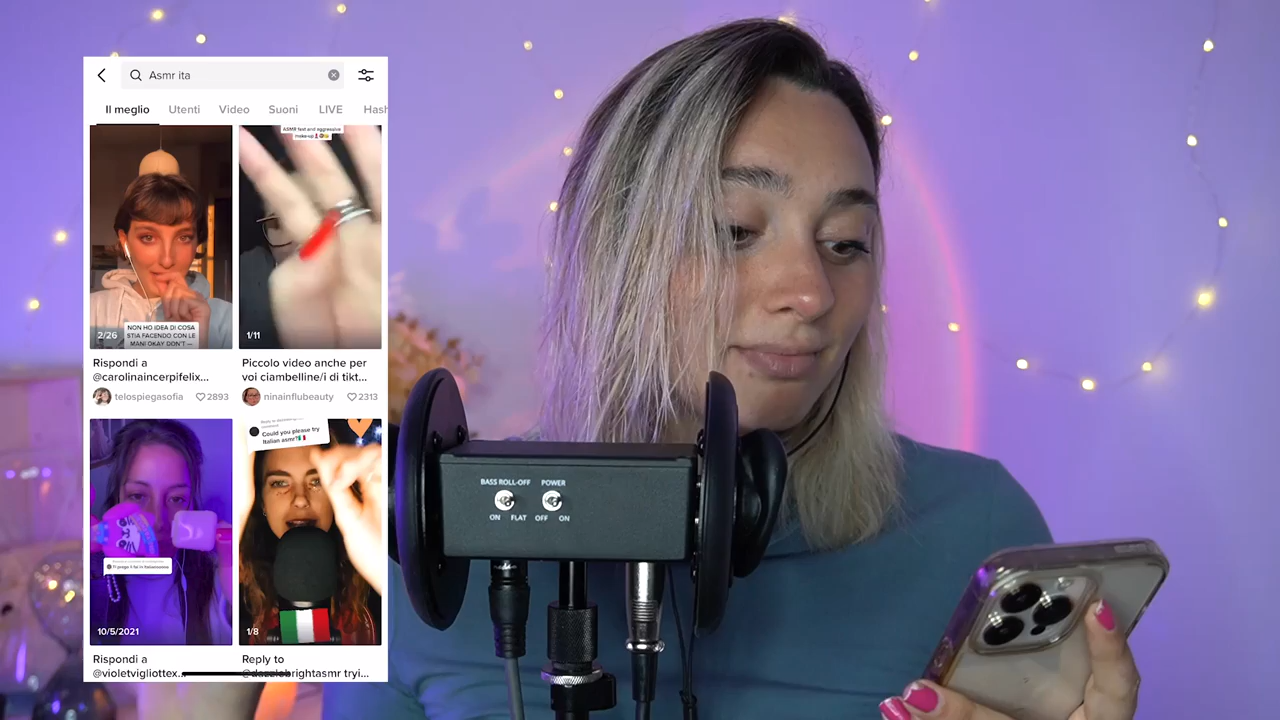 Asmr ita
Il meglio Utenti Video Suoni LIVE Hash
ASMR fast and aggressive
make-up
2/26
NON HO IDEA DI COSA
STIA FACENDO CON LE
MANI OKAY DON'T —
1/11
Rispondi a
@carolinaincerpifelix...
telospiegasofia 2893
Piccolo video anche per
voi ciambelline/i di tikt...
ninainflubeauty 2313
10/5/2021
Could you please try
Italian asmr?
1/8
Rispondi a
@violetvigliottex...
Reply to
@dazzlebrightasmr tryi...
BASS ROLL-OFF POWER
ON FLAT OFF ON